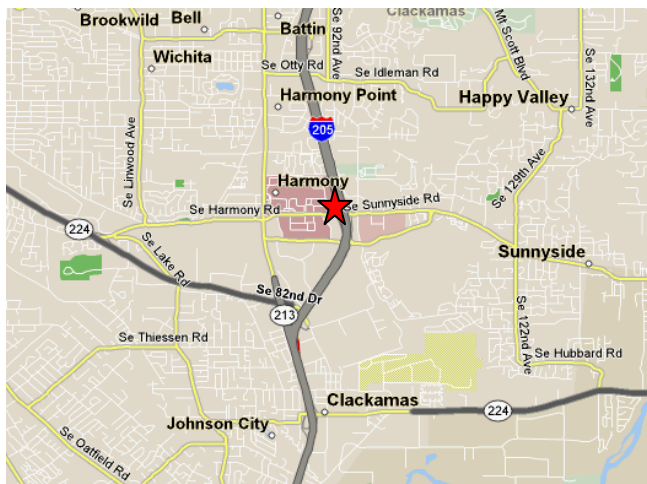 Clackamas
Brookwild
Bell
Battin
Se 92nd Ave
Mt Scott Blvd
Wichita
Se Otty Rd
Se Idleman Rd
Se 132nd Ave
Harmony Point
Happy Valley
Se Linwood Ave
205
Se 129th Ave
Harmony
Se Sunnyside Rd
Se Harmony Rd
224
Se Lake Rd
Sunnyside
Se 82nd Dr
213
Se 122nd Ave
Se Thiessen Rd
Se Hubbard Rd
Clackamas
224
Johnson City
Se Oatfield Rd